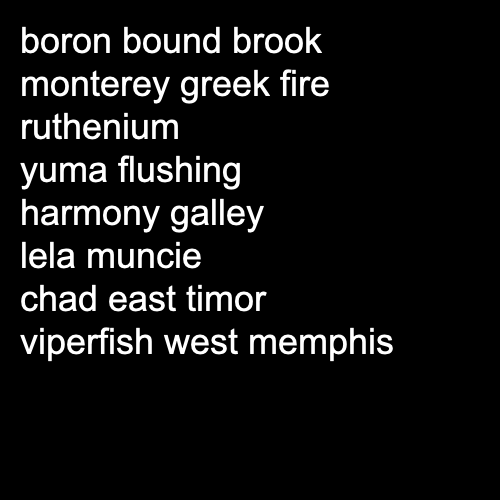 boron bound brook
monterey greek fire
ruthenium
yuma flushing
harmony galley
lela muncie
chad east timor
viperfish west memphis